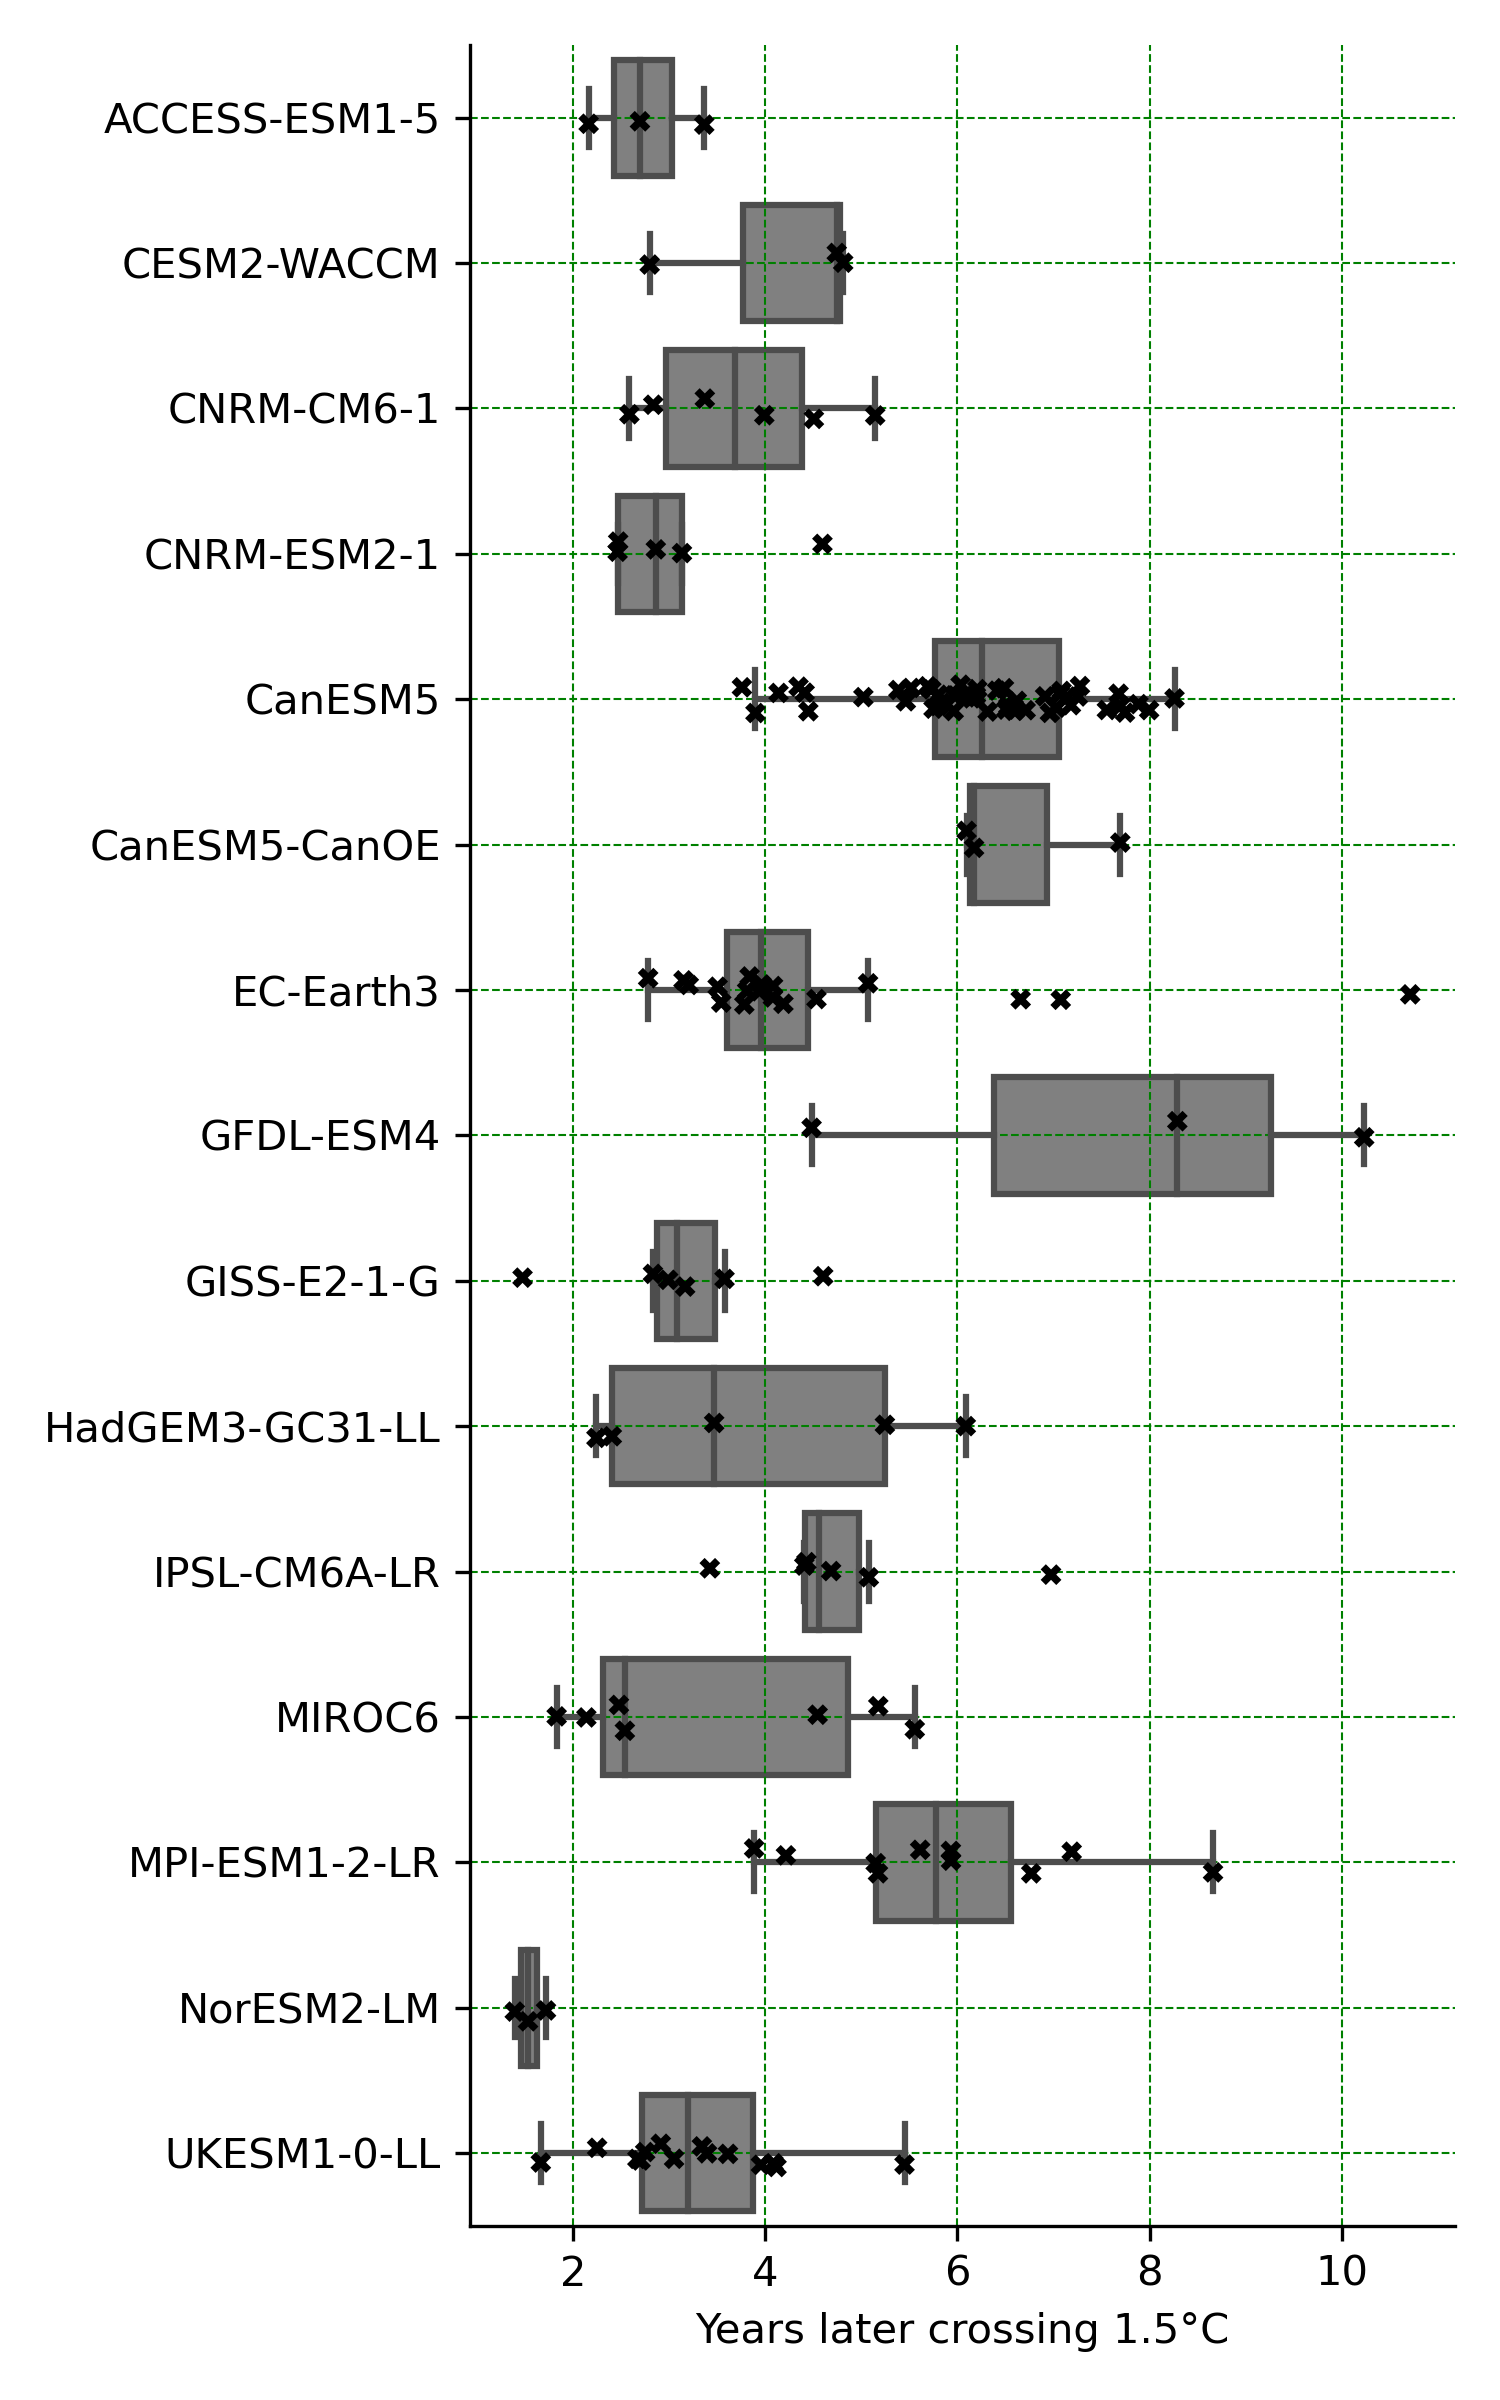 ACCESS-ESM1-5
CESM2-WACCM
CNRM-CM6-1
CNRM-ESM2-1
CanESM5
CanESM5-CanOE
EC-Earth3
GFDL-ESM4
GISS-E2-1-G
HadGEM3-GC31-LL
IPSL-CM6A-LR
MIROC6
MPI-ESM1-2-LR
NorESM2-LM
UKESM1-0-LL
2 4 6 8 10
Years later crossing 1.5°C